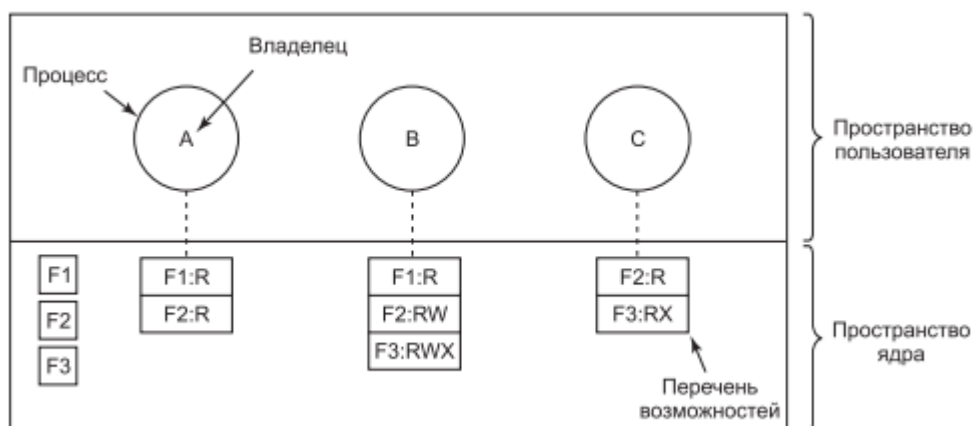 Владелец
Процесс
A
B
C
Пространство
пользователя
F1
F2
F3
F1:R
F2:R
F1:R
F2:RW
F3:RWX
F2:R
F3:RX
Перечень
возможностей
Пространство
ядра